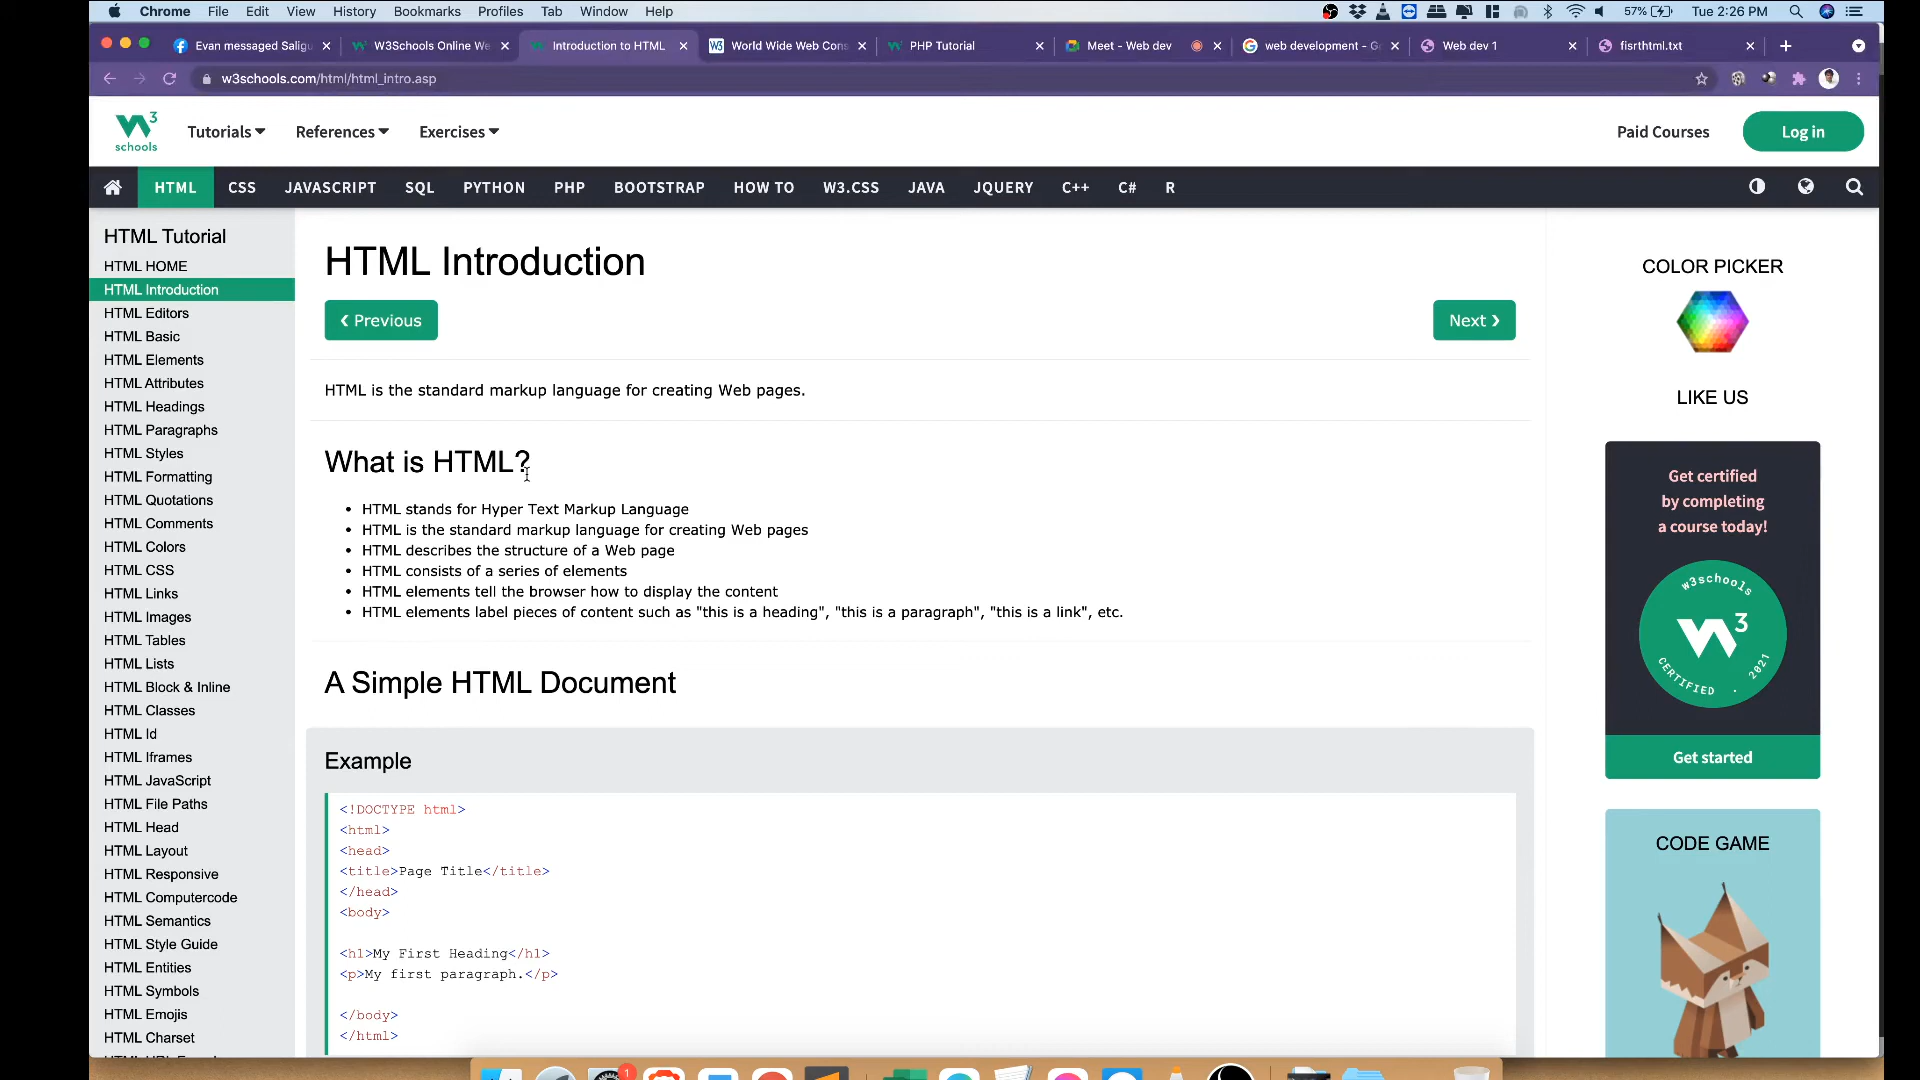 Chrome File Edit View History Bookmarks Profiles Tab Window Help
57% Tue 2:26 PM
Evan messaged Saligu
W3Schools Online We
Introduction to HTML
World Wide Web Cons
PHP Tutorial
Meet - Web dev
web development - Go
Web dev 1
fisrthtml.txt
w3schools.com/html/html_intro.asp
W3 schools
Tutorials References Exercises
Paid Courses Log in
HTML CSS JAVASCRIPT SQL PYTHON PHP BOOTSTRAP HOW TO W3.CSS JAVA JQUERY C++ C# R
HTML Tutorial
HTML HOME
HTML Introduction
HTML Editors
HTML Basic
HTML Elements
HTML Attributes
HTML Headings
HTML Paragraphs
HTML Styles
HTML Formatting
HTML Quotations
HTML Comments
HTML Colors
HTML CSS
HTML Links
HTML Images
HTML Tables
HTML Lists
HTML Block & Inline
HTML Classes
HTML Id
HTML Iframes
HTML JavaScript
HTML File Paths
HTML Head
HTML Layout
HTML Responsive
HTML Computercode
HTML Semantics
HTML Style Guide
HTML Entities
HTML Symbols
HTML Emojis
HTML Charset
HTML Introduction
❮ Previous
Next ❯
HTML is the standard markup language for creating Web pages.
What is HTML?
• HTML stands for Hyper Text Markup Language
• HTML is the standard markup language for creating Web pages
• HTML describes the structure of a Web page
• HTML consists of a series of elements
• HTML elements tell the browser how to display the content
• HTML elements label pieces of content such as "this is a heading", "this is a paragraph", "this is a link", etc.
A Simple HTML Document
Example
<!DOCTYPE html>
<html>
<head>
<title>Page Title</title>
</head>
<body>
<h1>My First Heading</h1>
<p>My first paragraph.</p>
</body>
</html>
COLOR PICKER
LIKE US
Get certified
by completing
a course today!
w3schools
W3
CERTIFIED . 2021
Get started
CODE GAME
1